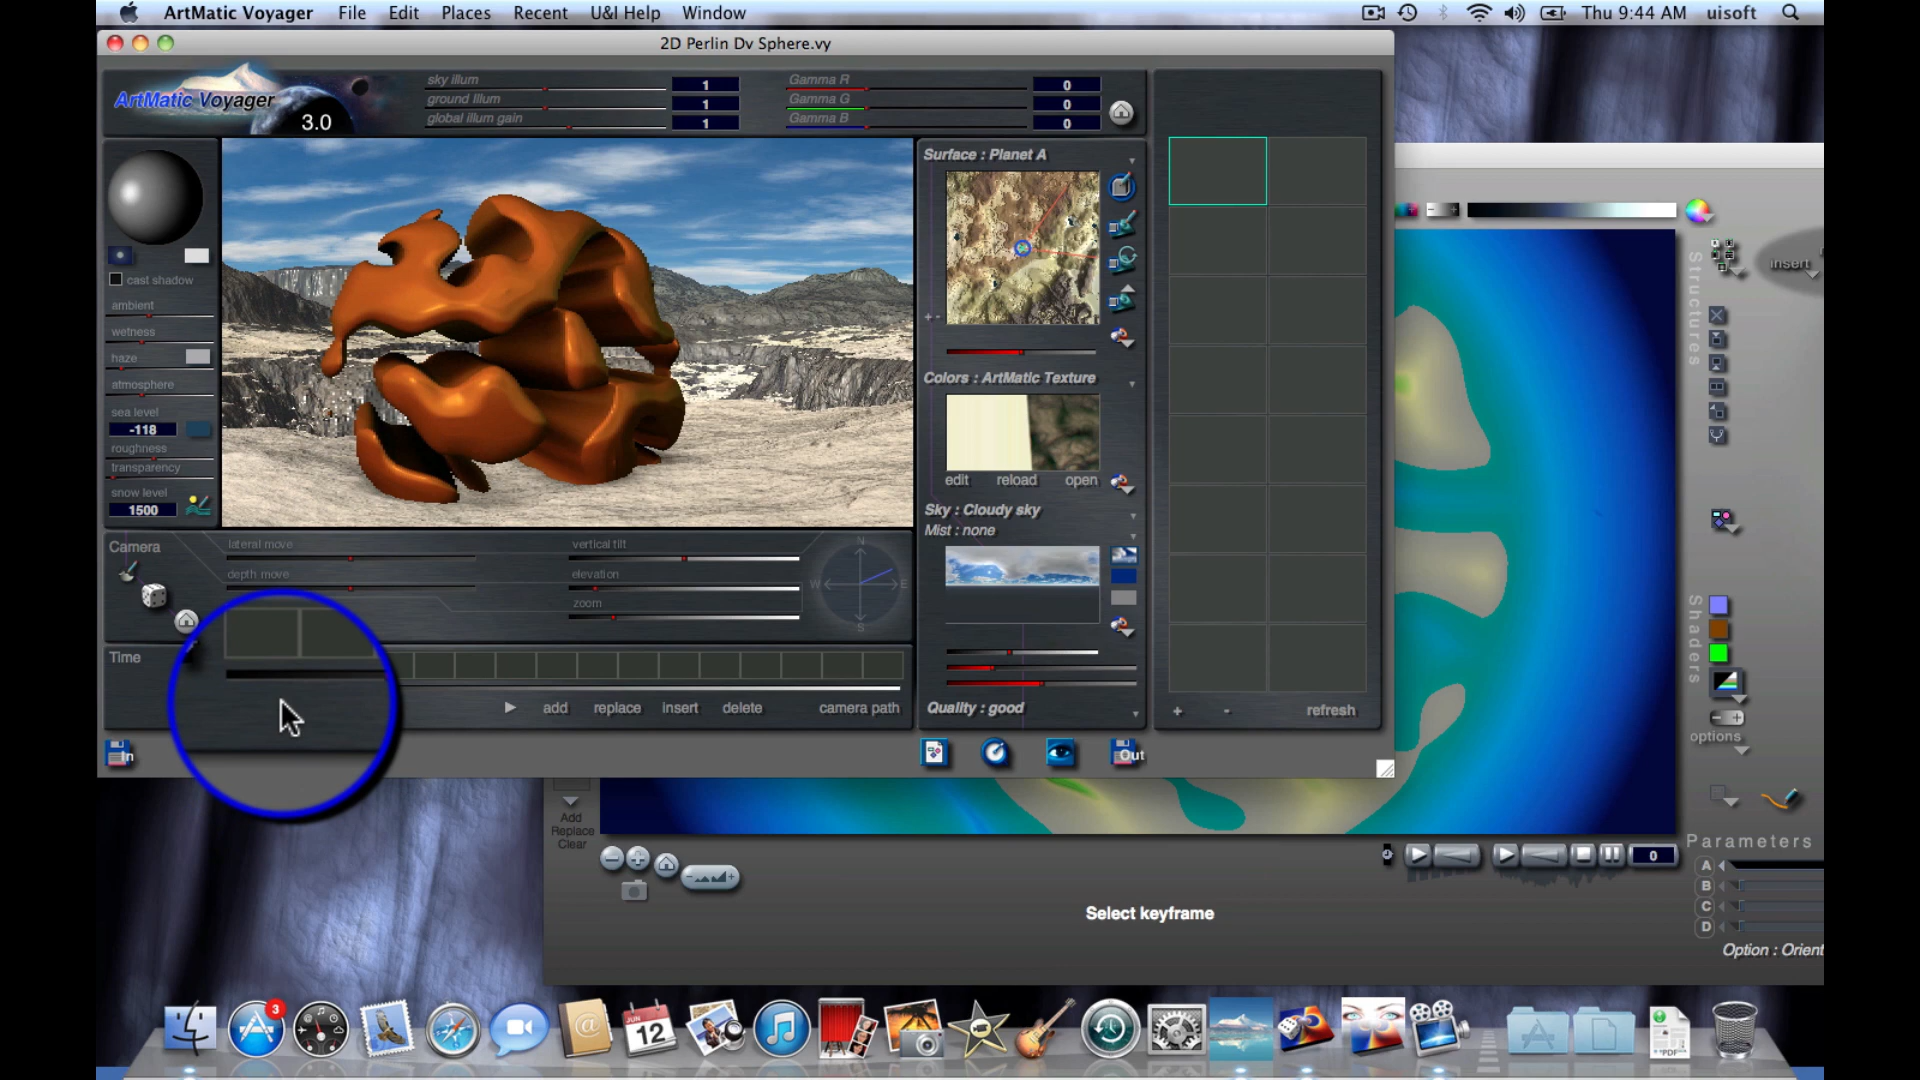 ArtMatic Voyager File Edit Places Recent U&I Help Window Thu 9:44 AM uisoft
2D Perlin Dv Sphere.vy
ArtMatic Voyager
3.0
sky illum 1
ground Illum 1
global illum gain 1
Gamma R 0
Gamma G 0
Gamma B 0
cast shadow
ambient
wetness
haze
atmosphere
sea level
-118
roughness
transparency
snow level
1500
Surface : Planet A
+ -
Colors : ArtMatic Texture
edit reload open
Sky : Cloudy sky
Mist : none
Quality : good
Camera
lateral move
depth move
vertical tilt
elevation
zoom
N
W E
S
Time
add replace insert delete camera path
+ - refresh
In
Out
Structures
insert
Shaders
options
Add
Replace
Clear
0
Select keyframe
Parameters
A
B
C
D
Option : Orient
3
JUN
12
PDF